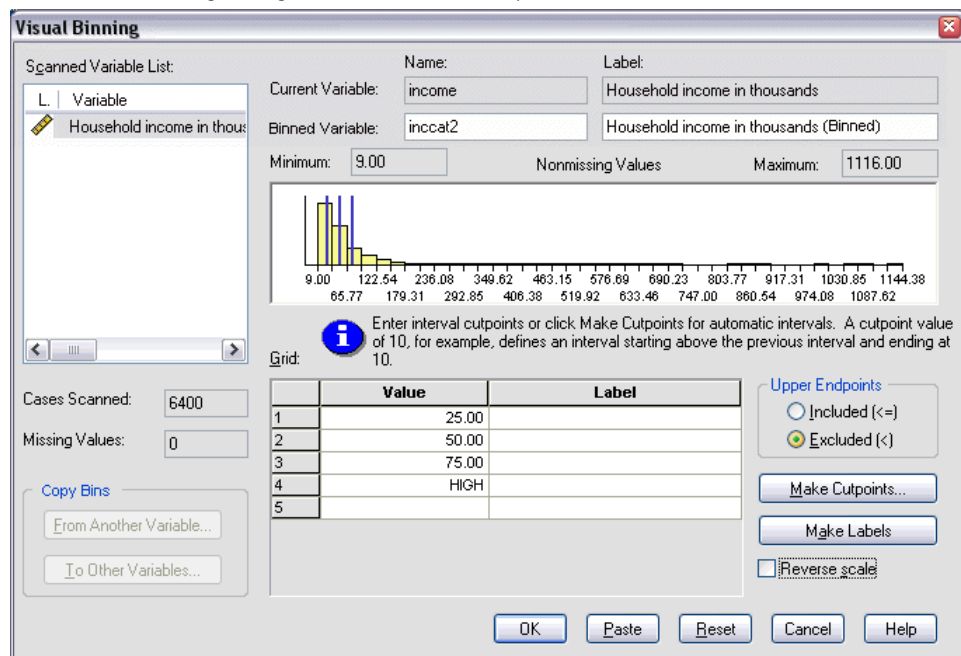 Visual Binning
Scanned Variable List:
L. Variable
Household income in thous
Name: Label:
Current Variable: income Household income in thousands
Binned Variable: inccat2 Household income in thousands (Binned)
Minimum: 9.00 Nonmissing Values Maximum: 1116.00
9.00 122.54 236.08 349.62 463.15 576.69 690.23 803.77 917.31 1030.85 1144.38
65.77 179.31 292.85 406.38 519.92 633.46 747.00 860.54 974.08 1087.62
Enter interval cutpoints or click Make Cutpoints for automatic intervals. A cutpoint value
of 10, for example, defines an interval starting above the previous interval and ending at
10.
Grid:
Cases Scanned: 6400
Missing Values: 0
Copy Bins
From Another Variable...
To Other Variables...
Value Label
1 25.00
2 50.00
3 75.00
4 HIGH
5
Upper Endpoints
Included (<=)
Excluded (<)
Make Cutpoints...
Make Labels
Reverse scale
OK Paste Reset Cancel Help